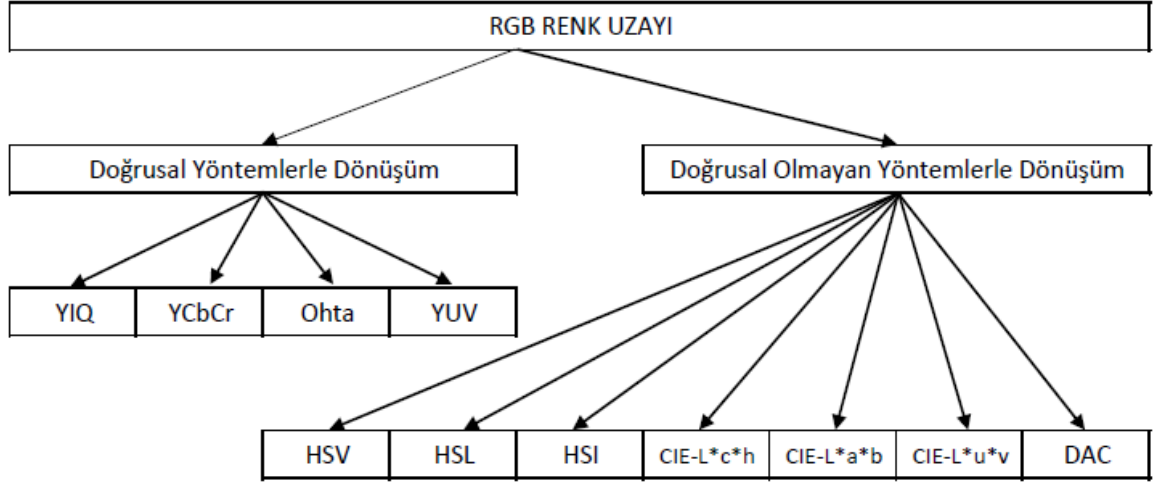 RGB RENK UZAYI
Doğrusal Yöntemlerle Dönüşüm
Doğrusal Olmayan Yöntemlerle Dönüşüm
YIQ
YCbCr
Ohta
YUV
HSV
HSL
HSI
CIE-L*c*h
CIE-L*a*b
CIE-L*u*v
DAC